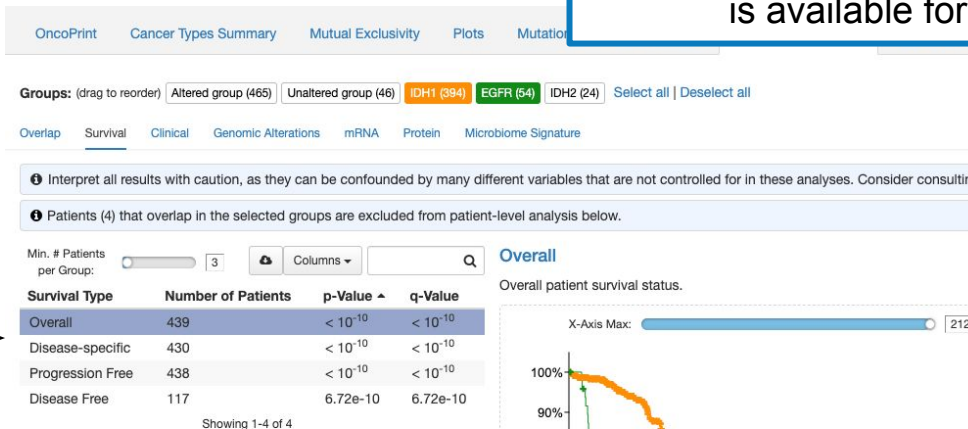 is available for
OncoPrint Cancer Types Summary Mutual Exclusivity Plots Mutation
Groups: (drag to reorder) Altered group (465) Unaltered group (46) IDH1 (394) EGFR (54) IDH2 (24) Select all | Deselect all
Overlap Survival Clinical Genomic Alterations mRNA Protein Microbiome Signature
Interpret all results with caution, as they can be confounded by many different variables that are not controlled for in these analyses. Consider consultin
Patients (4) that overlap in the selected groups are excluded from patient-level analysis below.
Min. # Patients per Group: 3 Columns
Survival Type Number of Patients p-Value q-Value
Overall 439 < 10⁻¹⁰ < 10⁻¹⁰
Disease-specific 430 < 10⁻¹⁰ < 10⁻¹⁰
Progression Free 438 < 10⁻¹⁰ < 10⁻¹⁰
Disease Free 117 6.72e-10 6.72e-10
Showing 1-4 of 4
Overall
Overall patient survival status.
X-Axis Max: 212
100%
90%